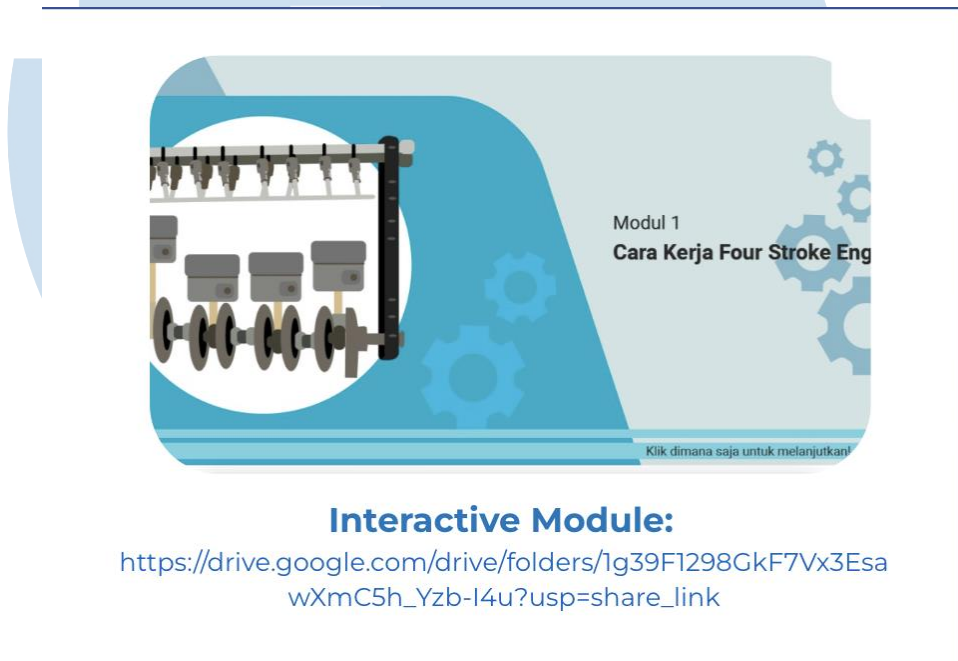 Modul 1
Cara Kerja Four Stroke Eng
Klik dimana saja untuk melanjutkan!
Interactive Module:
https://drive.google.com/drive/folders/1g39F1298GkF7Vx3Esa
wXmC5h_Yzb-I4u?usp=share_link